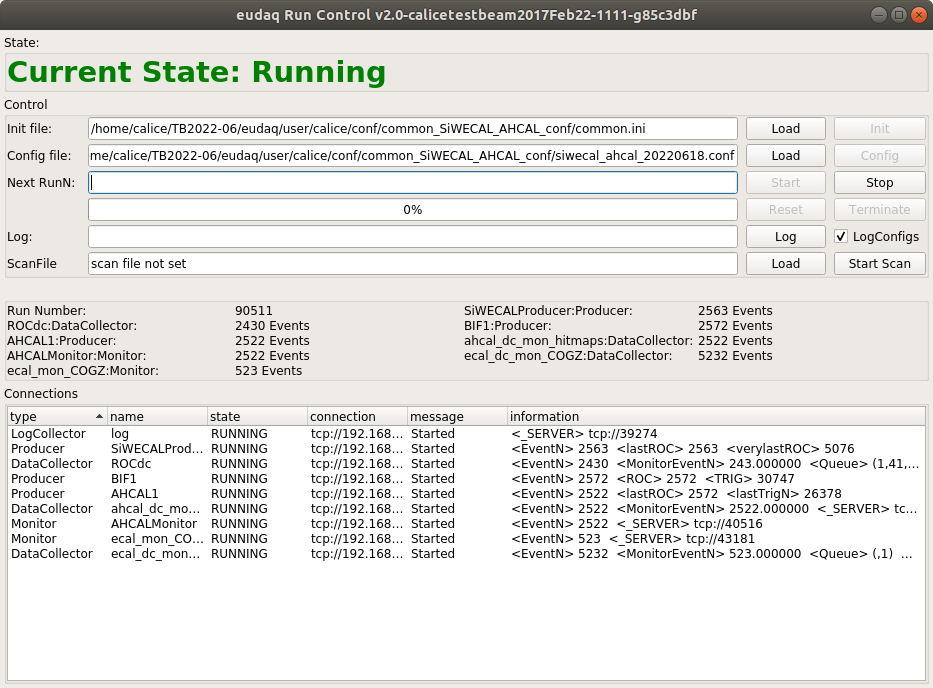 eudaq Run Control v2.0-calicetestbeam2017Feb22-1111-g85c3dbf
State:
Current State: Running
Control
Init file: /home/calice/TB2022-06/eudaq/user/calice/conf/common_SiWECAL_AHCAL_conf/common.ini Load Init
Config file: me/calice/TB2022-06/eudaq/user/calice/conf/common_SiWECAL_AHCAL_conf/siwecal_ahcal_20220618.conf Load Config
Next RunN: Start Stop
0% Reset Terminate
Log: Log LogConfigs
ScanFile scan file not set Load Start Scan
Run Number: 90511 SiWECALProducer:Producer: 2563 Events
ROCdc:DataCollector: 2430 Events BIF1:Producer: 2572 Events
AHCAL1:Producer: 2522 Events ahcal_dc_mon_hitmaps:DataCollector: 2522 Events
AHCALMonitor:Monitor: 2522 Events ecal_dc_mon_COGZ:DataCollector: 5232 Events
ecal_mon_COGZ:Monitor: 523 Events
Connections
type name state connection message information
LogCollector log RUNNING tcp://192.168... Started <_SERVER> tcp://39274
Producer SiWECALProd... RUNNING tcp://192.168... Started <EventN> 2563 <lastROC> 2563 <verylastROC> 5076
DataCollector ROCdc RUNNING tcp://192.168... Started <EventN> 2430 <MonitorEventN> 243.000000 <Queue> (1,41,...
Producer BIF1 RUNNING tcp://192.168... Started <EventN> 2572 <ROC> 2572 <TRIG> 30747
Producer AHCAL1 RUNNING tcp://192.168... Started <EventN> 2522 <lastROC> 2572 <lastTrigN> 26378
DataCollector ahcal_dc_mo... RUNNING tcp://192.168... Started <EventN> 2522 <MonitorEventN> 2522.000000 <_SERVER> tc...
Monitor AHCALMonitor RUNNING tcp://192.168... Started <EventN> 2522 <_SERVER> tcp://40516
Monitor ecal_mon_CO... RUNNING tcp://192.168... Started <EventN> 523 <_SERVER> tcp://43181
DataCollector ecal_dc_mon... RUNNING tcp://192.168... Started <EventN> 5232 <MonitorEventN> 523.000000 <Queue> (,1) ...